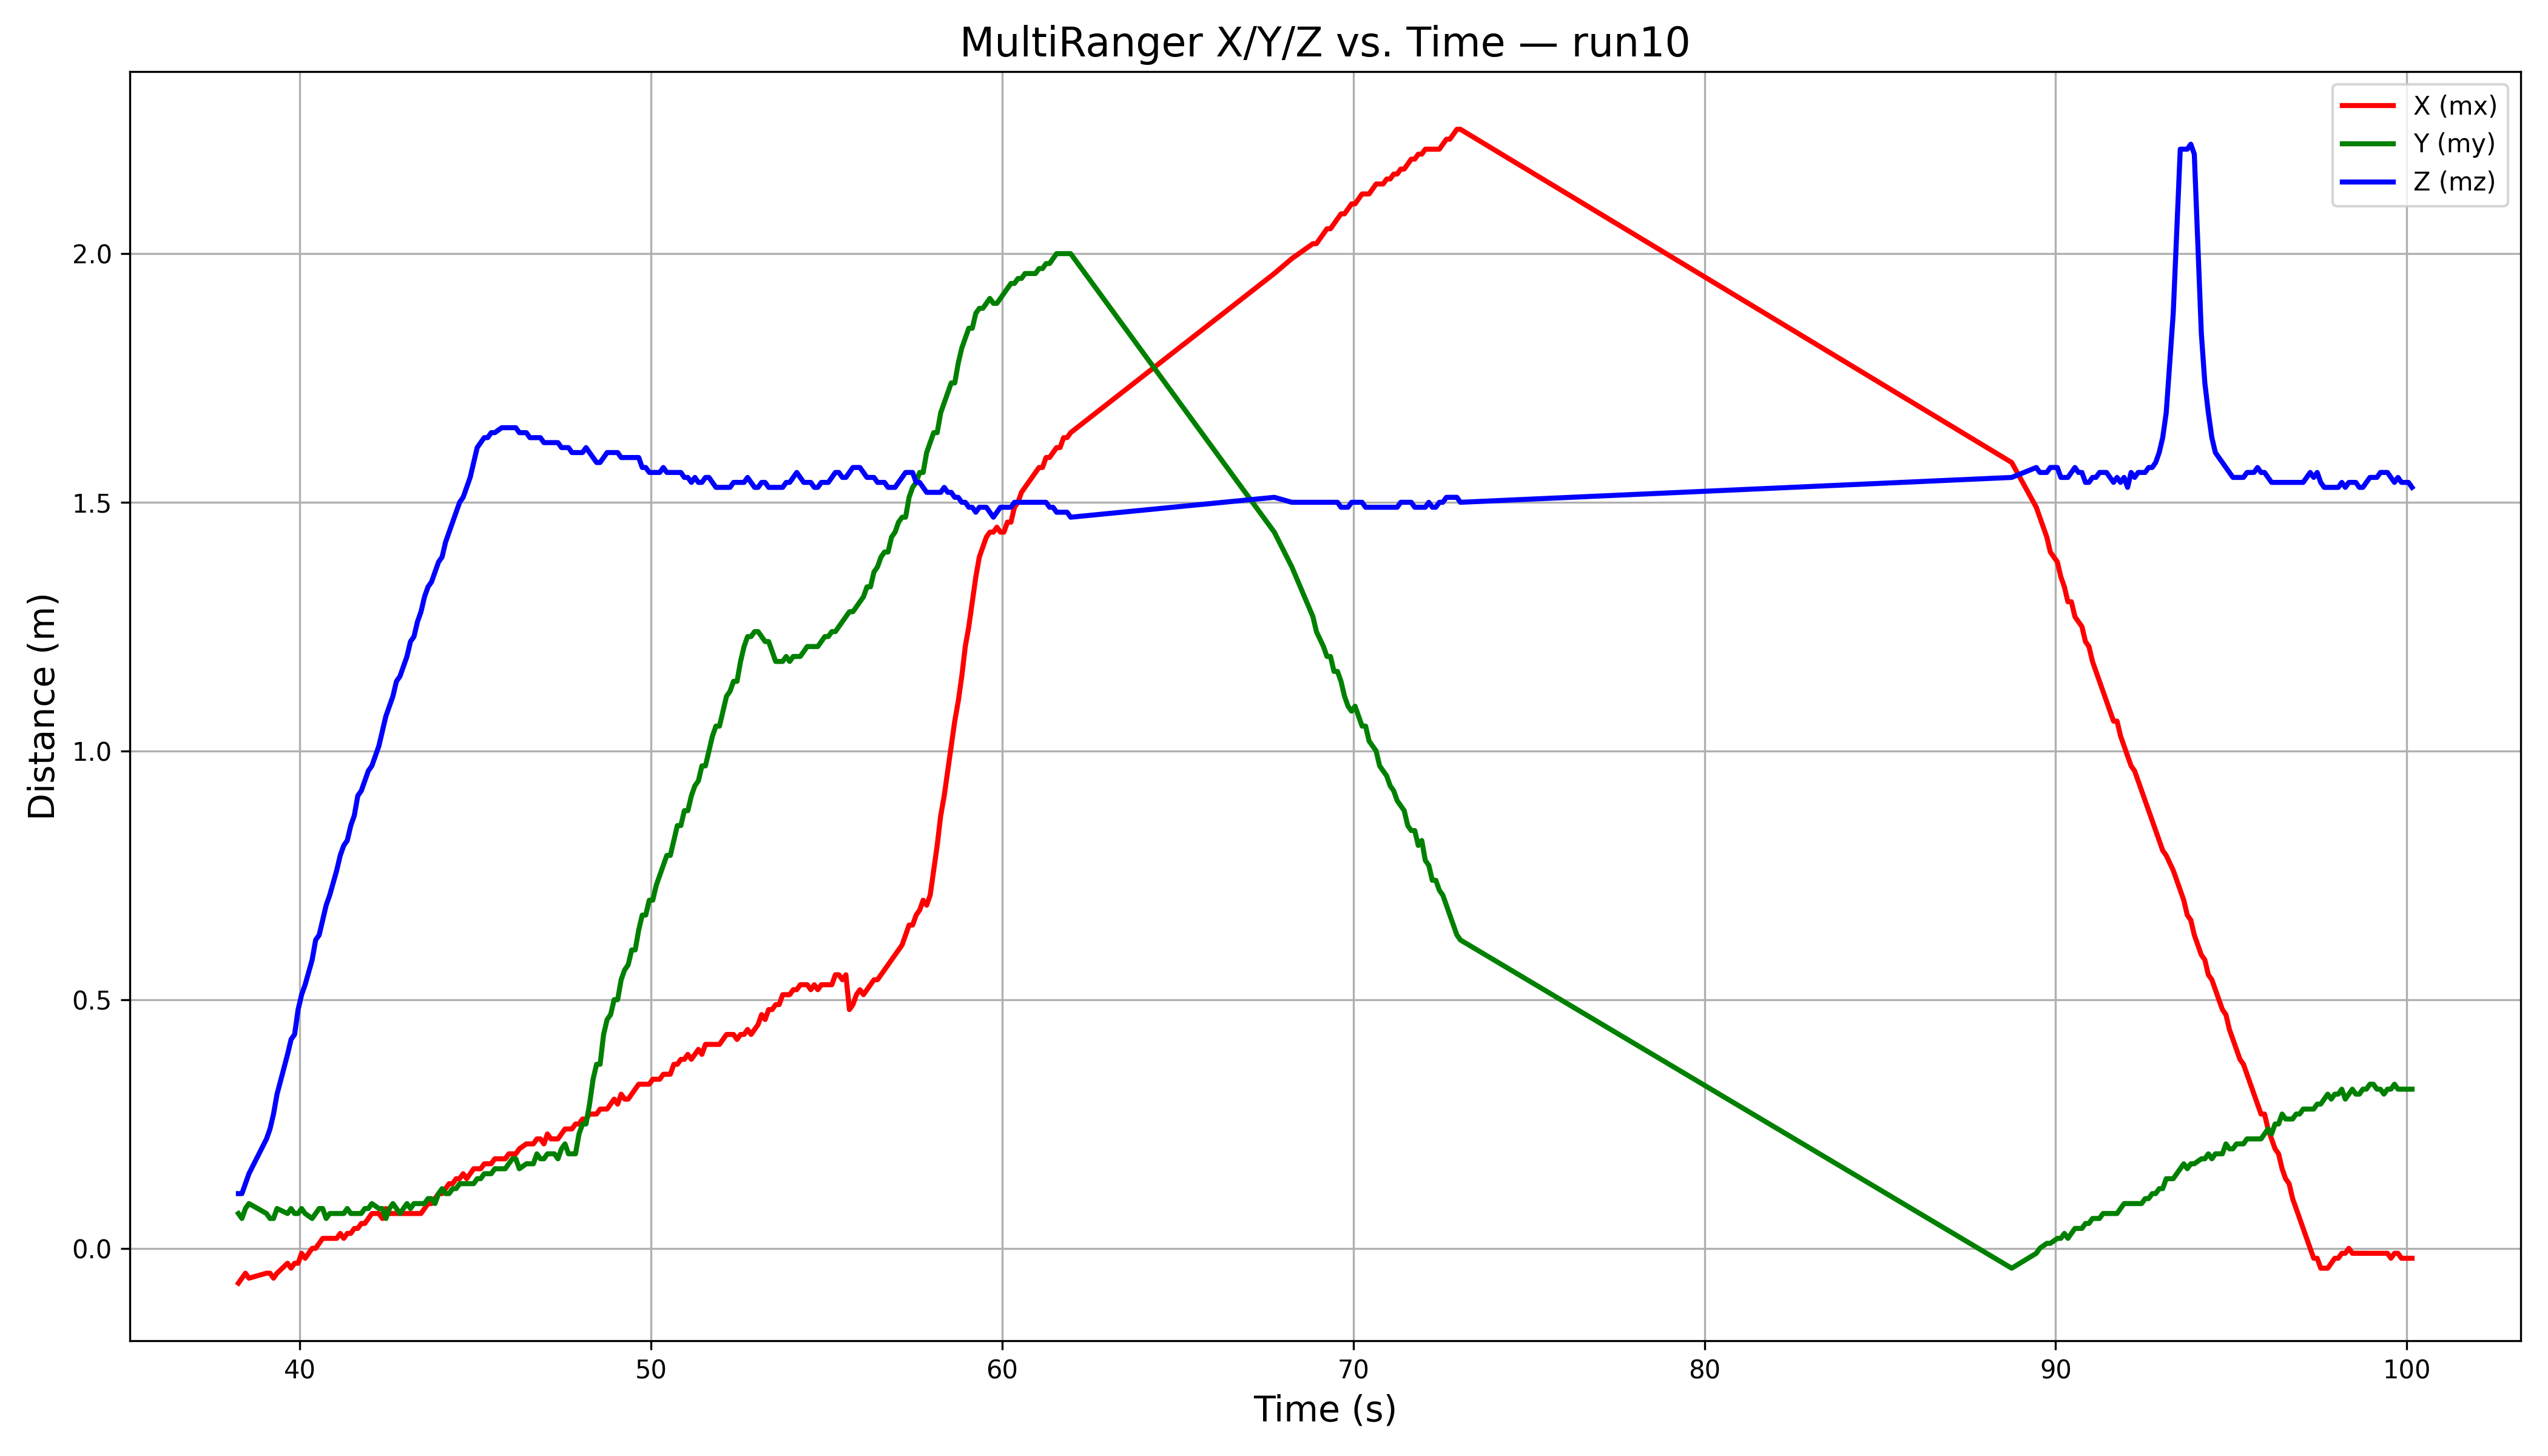 MultiRanger X/Y/Z vs. Time — run10
X (mx)
Y (my)
Z (mz)
Distance (m)
2.0
1.5
1.0
0.5
0.0
40 50 60 70 80 90 100
Time (s)